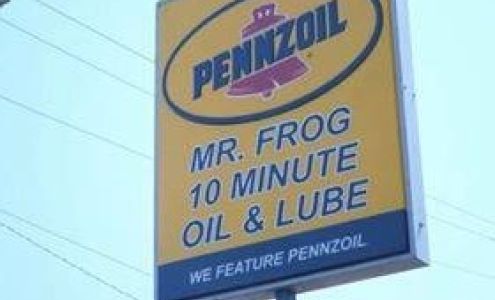 PENNZOIL
MR. FROG
10 MINUTE
OIL & LUBE
WE FEATURE PENNZOIL